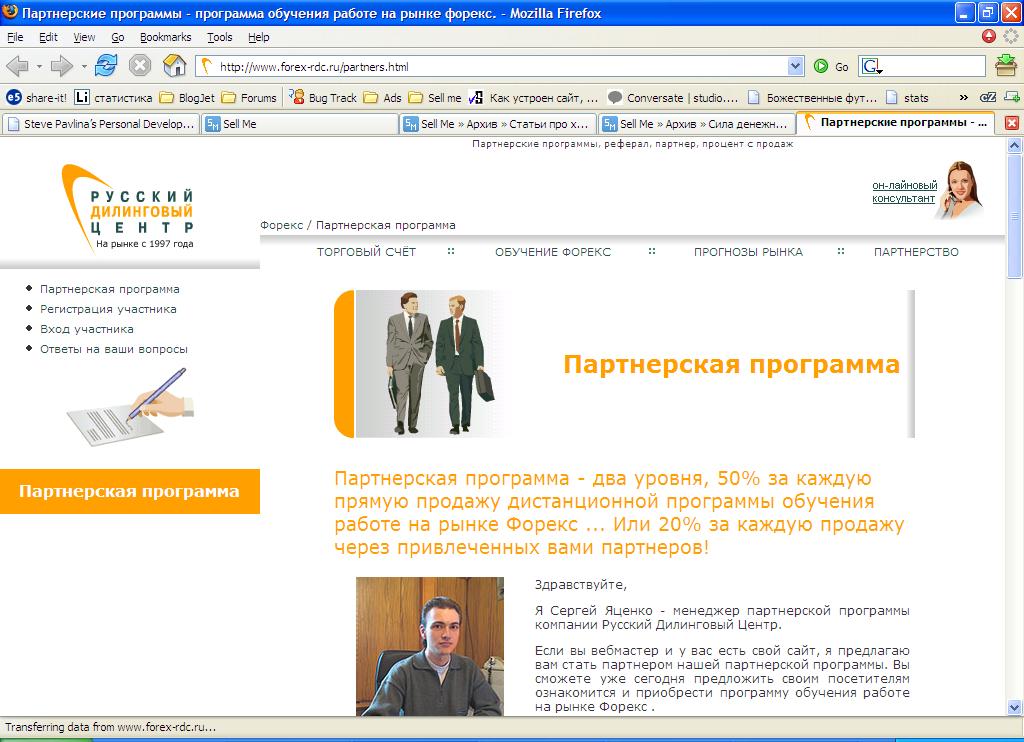 Партнерские программы - программа обучения работе на рынке форекс. - Mozilla Firefox
File Edit View Go Bookmarks Tools Help
http://www.forex-rdc.ru/partners.html Go G
e5 share-it! Li статистика BlogJet Forums Bug Track Ads Sell me Как устроен сайт, ... Conversate | studio.... Божественные фут... stats »
Steve Pavlina's Personal Develop... SM Sell Me SM Sell Me » Архив » Статьи про х... SM Sell Me » Архив » Сила денежн... Партнерские программы - ...
Партнерские программы, реферал, партнер, процент с продаж
РУССКИЙ
ДИЛИНГОВЫЙ
ЦЕНТР
На рынке с 1997 года
он-лайновый
консультант
Форекс / Партнерская программа
ТОРГОВЫЙ СЧЁТ :: ОБУЧЕНИЕ ФОРЕКС :: ПРОГНОЗЫ РЫНКА :: ПАРТНЕРСТВО
Партнерская программа
Регистрация участника
Вход участника
Ответы на ваши вопросы
Партнерская программа
Партнерская программа
Партнерская программа - два уровня, 50% за каждую
прямую продажу дистанционной программы обучения
работе на рынке Форекс ... Или 20% за каждую продажу
через привлеченных вами партнеров!
Здравствуйте,
Я Сергей Яценко - менеджер партнерской программы
компании Русский Дилинговый Центр.
Если вы вебмастер и у вас есть свой сайт, я предлагаю
вам стать партнером нашей партнерской программы. Вы
сможете уже сегодня предложить своим посетителям
ознакомится и приобрести программу обучения работе
на рынке Форекс .
Transferring data from www.forex-rdc.ru...